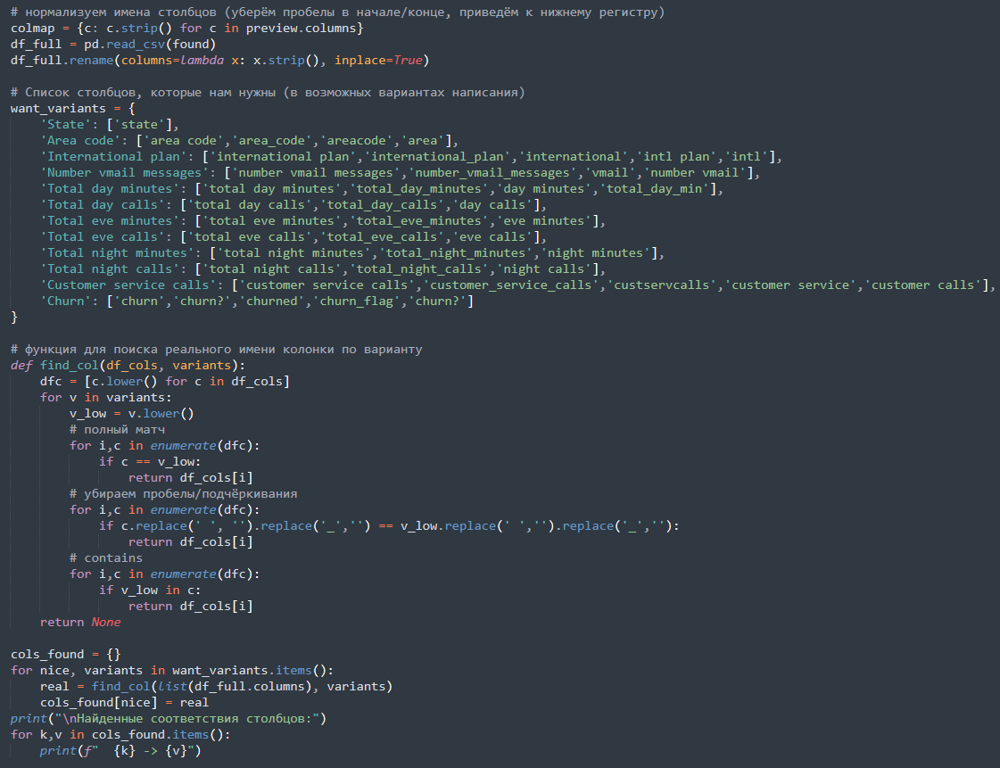 # нормализуем имена столбцов (уберём пробелы в начале/конце, приведём к нижнему регистру)
colmap = {c: c.strip() for c in preview.columns}
df_full = pd.read_csv(found)
df_full.rename(columns=lambda x: x.strip(), inplace=True)

# Список столбцов, которые нам нужны (в возможных вариантах написания)
want_variants = {
    'State': ['state'],
    'Area code': ['area code','area_code','areacode','area'],
    'International plan': ['international plan','international_plan','international','intl plan','intl'],
    'Number vmail messages': ['number vmail messages','number_vmail_messages','vmail','number vmail'],
    'Total day minutes': ['total day minutes','total_day_minutes','day minutes','total_day_min'],
    'Total day calls': ['total day calls','total_day_calls','day calls'],
    'Total eve minutes': ['total eve minutes','total_eve_minutes','eve minutes'],
    'Total eve calls': ['total eve calls','total_eve_calls','eve calls'],
    'Total night minutes': ['total night minutes','total_night_minutes','night minutes'],
    'Total night calls': ['total night calls','total_night_calls','night calls'],
    'Customer service calls': ['customer service calls','customer_service_calls','custservcalls','customer service','customer calls'],
    'Churn': ['churn','churn?','churned','churn_flag','churn?']
}

# функция для поиска реального имени колонки по варианту
def find_col(df_cols, variants):
    dfc = [c.lower() for c in df_cols]
    for v in variants:
        v_low = v.lower()
        # полный матч
        for i,c in enumerate(dfc):
            if c == v_low:
                return df_cols[i]
        # убираем пробелы/подчёркивания
        for i,c in enumerate(dfc):
            if c.replace(' ', '').replace('_','') == v_low.replace(' ','').replace('_',''):
                return df_cols[i]
        # contains
        for i,c in enumerate(dfc):
            if v_low in c:
                return df_cols[i]
    return None

cols_found = {}
for nice, variants in want_variants.items():
    real = find_col(list(df_full.columns), variants)
    cols_found[nice] = real
print("\nНайденные соответствия столбцов:")
for k,v in cols_found.items():
    print(f"  {k} -> {v}")